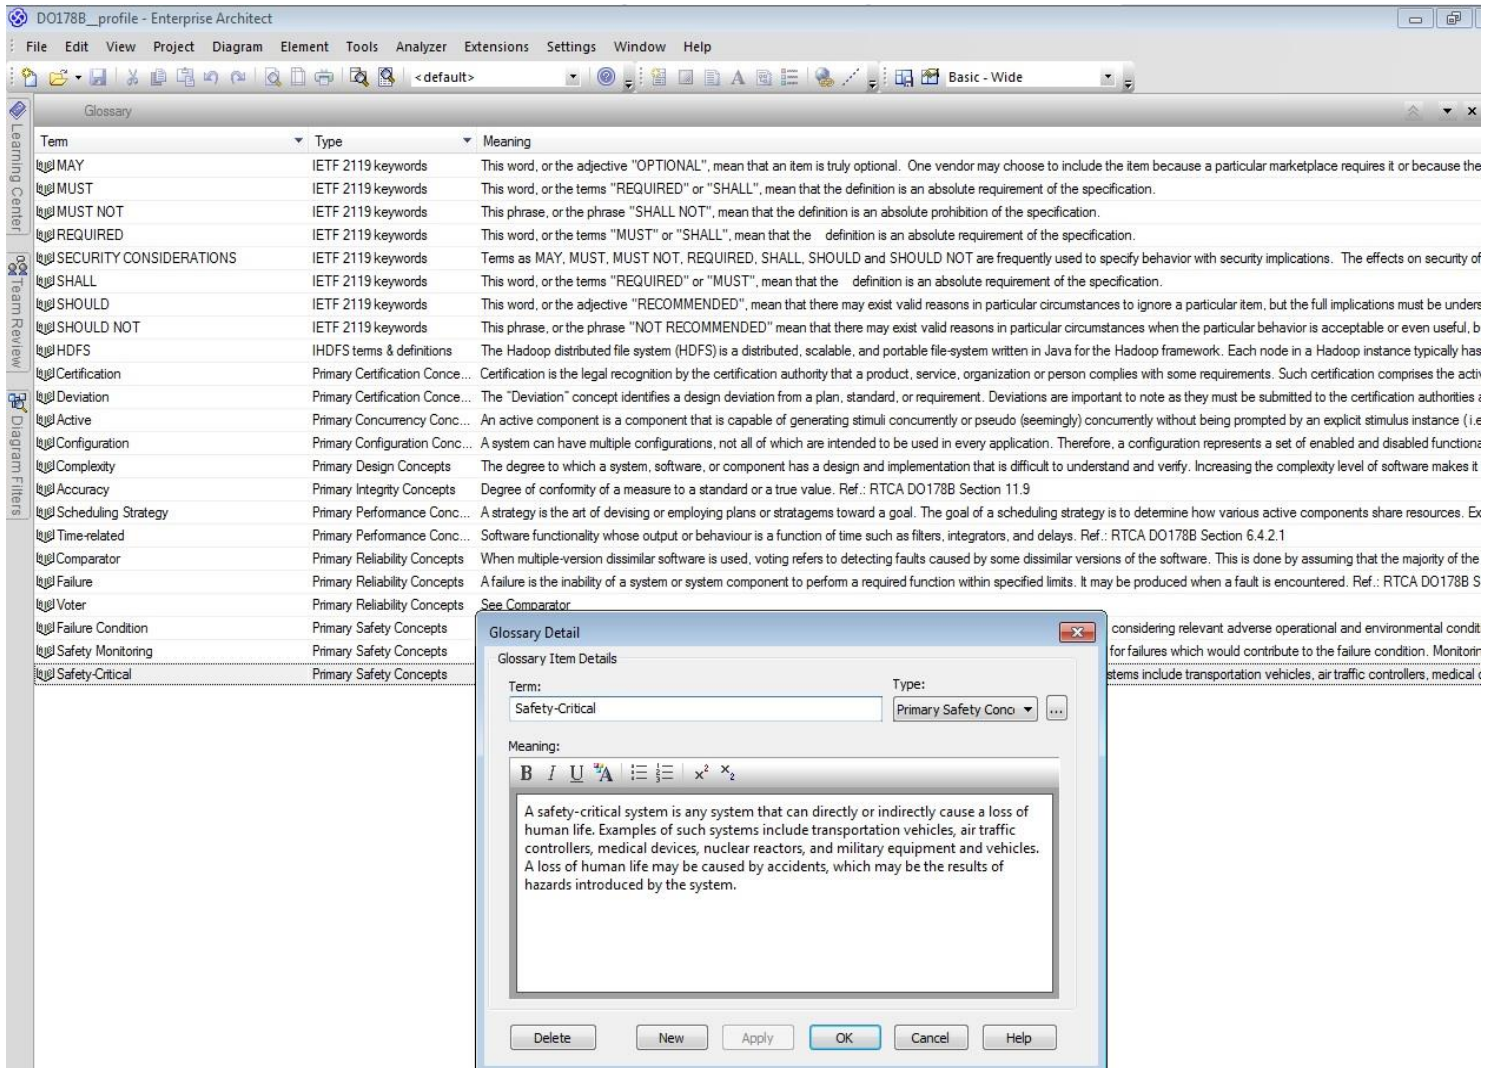 DO178B__profile - Enterprise Architect
File Edit View Project Diagram Element Tools Analyzer Extensions Settings Window Help
<default> Basic - Wide
Glossary
Learning Center
Team Review
Diagram Filters
Term Type Meaning
MAY IETF 2119 keywords This word, or the adjective "OPTIONAL", mean that an item is truly optional. One vendor may choose to include the item because a particular marketplace requires it or because the
MUST IETF 2119 keywords This word, or the terms "REQUIRED" or "SHALL", mean that the definition is an absolute requirement of the specification.
MUST NOT IETF 2119 keywords This phrase, or the phrase "SHALL NOT", mean that the definition is an absolute prohibition of the specification.
REQUIRED IETF 2119 keywords This word, or the terms "MUST" or "SHALL", mean that the definition is an absolute requirement of the specification.
SECURITY CONSIDERATIONS IETF 2119 keywords Terms as MAY, MUST, MUST NOT, REQUIRED, SHALL, SHOULD and SHOULD NOT are frequently used to specify behavior with security implications. The effects on security of
SHALL IETF 2119 keywords This word, or the terms "REQUIRED" or "MUST", mean that the definition is an absolute requirement of the specification.
SHOULD IETF 2119 keywords This word, or the adjective "RECOMMENDED", mean that there may exist valid reasons in particular circumstances to ignore a particular item, but the full implications must be unders
SHOULD NOT IETF 2119 keywords This phrase, or the phrase "NOT RECOMMENDED" mean that there may exist valid reasons in particular circumstances when the particular behavior is acceptable or even useful, b
HDFS IHDFS terms & definitions The Hadoop distributed file system (HDFS) is a distributed, scalable, and portable file-system written in Java for the Hadoop framework. Each node in a Hadoop instance typically has
Certification Primary Certification Conce... Certification is the legal recognition by the certification authority that a product, service, organization or person complies with some requirements. Such certification comprises the activ
Deviation Primary Certification Conce... The "Deviation" concept identifies a design deviation from a plan, standard, or requirement. Deviations are important to note as they must be submitted to the certification authorities a
Active Primary Concurrency Conc... An active component is a component that is capable of generating stimuli concurrently or pseudo (seemingly) concurrently without being prompted by an explicit stimulus instance (i.e
Configuration Primary Configuration Conc... A system can have multiple configurations, not all of which are intended to be used in every application. Therefore, a configuration represents a set of enabled and disabled functiona
Complexity Primary Design Concepts The degree to which a system, software, or component has a design and implementation that is difficult to understand and verify. Increasing the complexity level of software makes it
Accuracy Primary Integrity Concepts Degree of conformity of a measure to a standard or a true value. Ref.: RTCA DO178B Section 11.9
Scheduling Strategy Primary Performance Conc... A strategy is the art of devising or employing plans or stratagems toward a goal. The goal of a scheduling strategy is to determine how various active components share resources. Ex
Time-related Primary Performance Conc... Software functionality whose output or behaviour is a function of time such as filters, integrators, and delays. Ref.: RTCA DO178B Section 6.4.2.1
Comparator Primary Reliability Concepts When multiple-version dissimilar software is used, voting refers to detecting faults caused by some dissimilar versions of the software. This is done by assuming that the majority of the
Failure Primary Reliability Concepts A failure is the inability of a system or system component to perform a required function within specified limits. It may be produced when a fault is encountered. Ref.: RTCA DO178B S
Voter Primary Reliability Concepts See Comparator
Failure Condition Primary Safety Concepts considering relevant adverse operational and environmental condit
Safety Monitoring Primary Safety Concepts for failures which would contribute to the failure condition. Monitorin
Safety-Critical Primary Safety Concepts stems include transportation vehicles, air traffic controllers, medical
Glossary Detail
Glossary Item Details
Term: Type:
Safety-Critical Primary Safety Conc ...
Meaning:
B I U A x² x₂
A safety-critical system is any system that can directly or indirectly cause a loss of
human life. Examples of such systems include transportation vehicles, air traffic
controllers, medical devices, nuclear reactors, and military equipment and vehicles.
A loss of human life may be caused by accidents, which may be the results of
hazards introduced by the system.
Delete New Apply OK Cancel Help